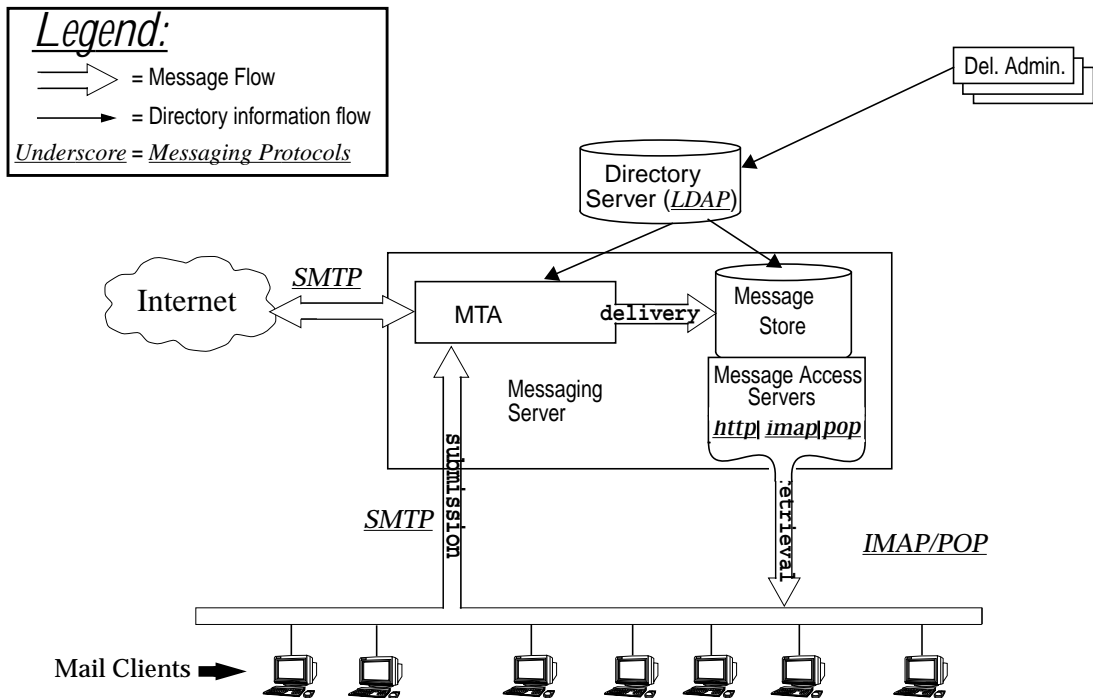 Legend:
= Message Flow
= Directory information flow
Underscore = Messaging Protocols
Del. Admin.
Directory
Server (LDAP)
Internet
SMTP
MTA
delivery
Message
Store
Messaging
Server
Message Access
Servers
http| imap|pop
submission
SMTP
etrieval
IMAP/POP
Mail Clients